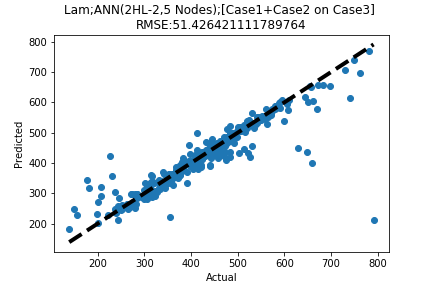 Lam;ANN(2HL-2,5 Nodes);[Case1+Case2 on Case3]
RMSE:51.426421111789764
800
700
600
500
400
300
200
Predicted
200 300 400 500 600 700 800
Actual